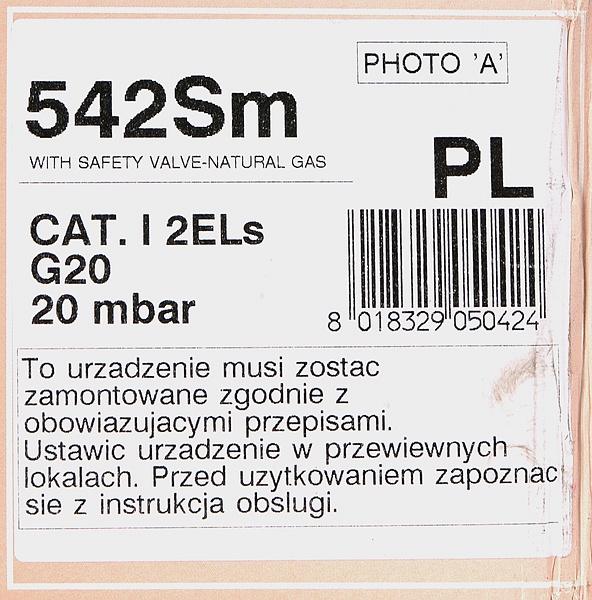 PHOTO 'A'
542Sm
WITH SAFETY VALVE-NATURAL GAS
PL
CAT. I 2ELs
G20
20 mbar
8 018329 050424
To urzadzenie musi zostac
zamontowane zgodnie z
obowiazujacymi przepisami.
Ustawic urzadzenie w przewiewnych
lokalach. Przed uzytkowaniem zapoznac
sie z instrukcja obslugi.